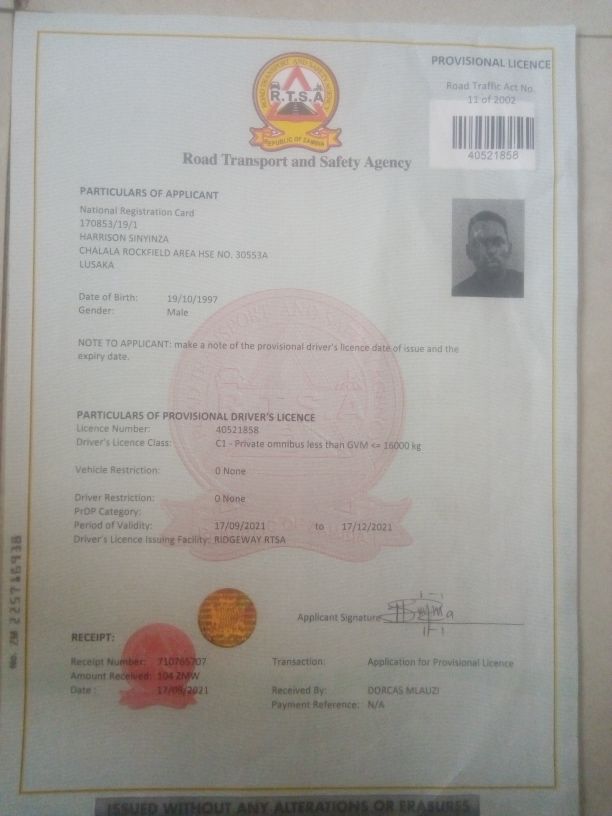 PROVISIONAL LICENCE
Road Traffic Act No.
11 of 2002
40521858
ROAD TRANSPORT AND SAFETY AGENCY
R.T.S.A
REPUBLIC OF ZAMBIA
Road Transport and Safety Agency
PARTICULARS OF APPLICANT
National Registration Card
170853/19/1
HARRISON SINYINZA
CHALALA ROCKFIELD AREA HSE NO. 30553A
LUSAKA
Date of Birth: 19/10/1997
Gender: Male
NOTE TO APPLICANT: make a note of the provisional driver's licence date of issue and the
expiry date.
PARTICULARS OF PROVISIONAL DRIVER'S LICENCE
Licence Number: 40521858
Driver's Licence Class: C1 - Private omnibus less than GVM <= 16000 kg
Vehicle Restriction: 0 None
Driver Restriction: 0 None
PrDP Category:
Period of Validity: 17/09/2021 to 17/12/2021
Driver's Licence Issuing Facility: RIDGEWAY RTSA
Applicant Signature
RECEIPT:
Receipt Number: 710765707
Amount Received: 104 ZMW
Date : 17/09/2021
Transaction: Application for Provisional Licence
Received By: DORCAS MLAUZI
Payment Reference: N/A
ISSUED WITHOUT ANY ALTERATIONS OR ERASURES